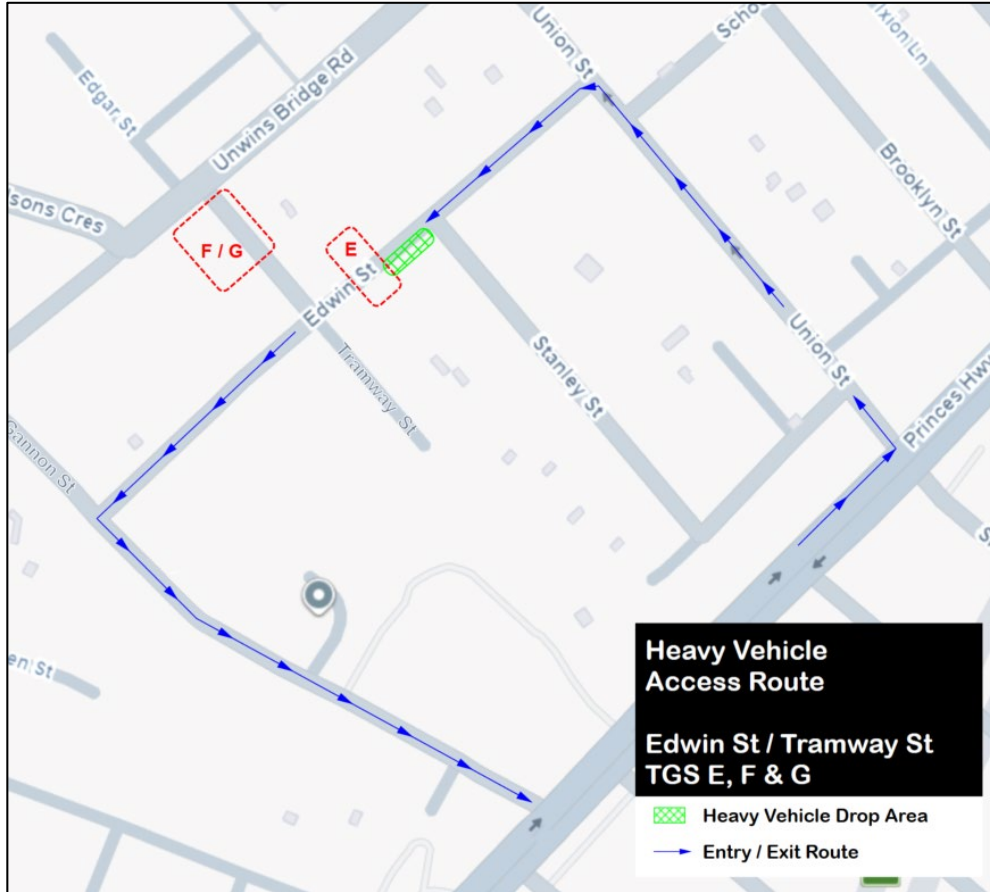 Union St
Scho
ixion Ln
Edgar St
Unwins Bridge Rd
Brooklyn St
sons Cres
F / G
E
Edwin St
Tramway St
Stanley St
Union St
Princes Hwy
Gannon St
en St
Heavy Vehicle
Access Route
Edwin St / Tramway St
TGS E, F & G
Heavy Vehicle Drop Area
Entry / Exit Route